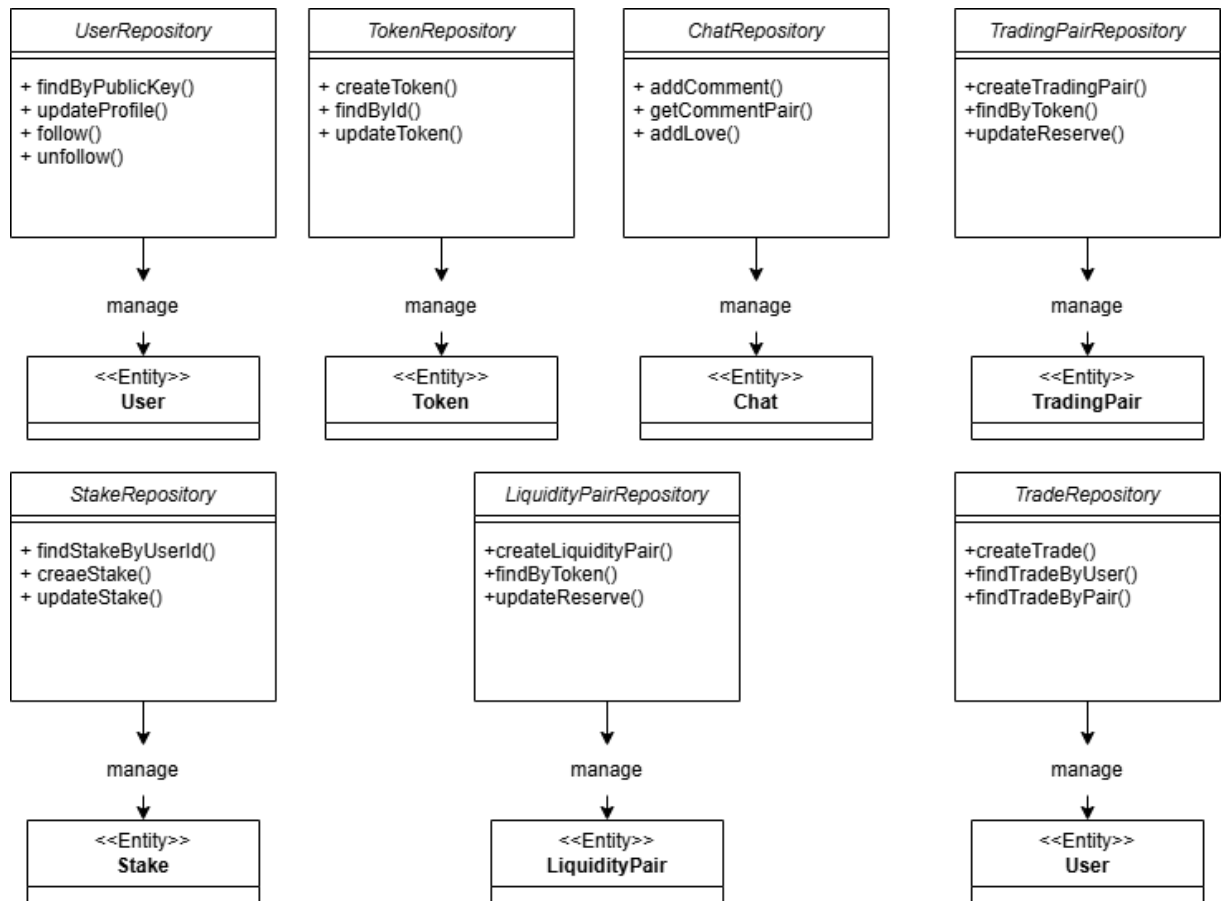 UserRepository
+ findByPublicKey()
+ updateProfile()
+ follow()
+ unfollow()
manage
<<Entity>>
User
TokenRepository
+ createToken()
+ findById()
+ updateToken()
manage
<<Entity>>
Token
ChatRepository
+ addComment()
+ getCommentPair()
+ addLove()
manage
<<Entity>>
Chat
TradingPairRepository
+createTradingPair()
+findByToken()
+updateReserve()
manage
<<Entity>>
TradingPair
StakeRepository
+ findStakeByUserId()
+ creaeStake()
+ updateStake()
manage
<<Entity>>
Stake
LiquidityPairRepository
+createLiquidityPair()
+findByToken()
+updateReserve()
manage
<<Entity>>
LiquidityPair
TradeRepository
+createTrade()
+findTradeByUser()
+findTradeByPair()
manage
<<Entity>>
User